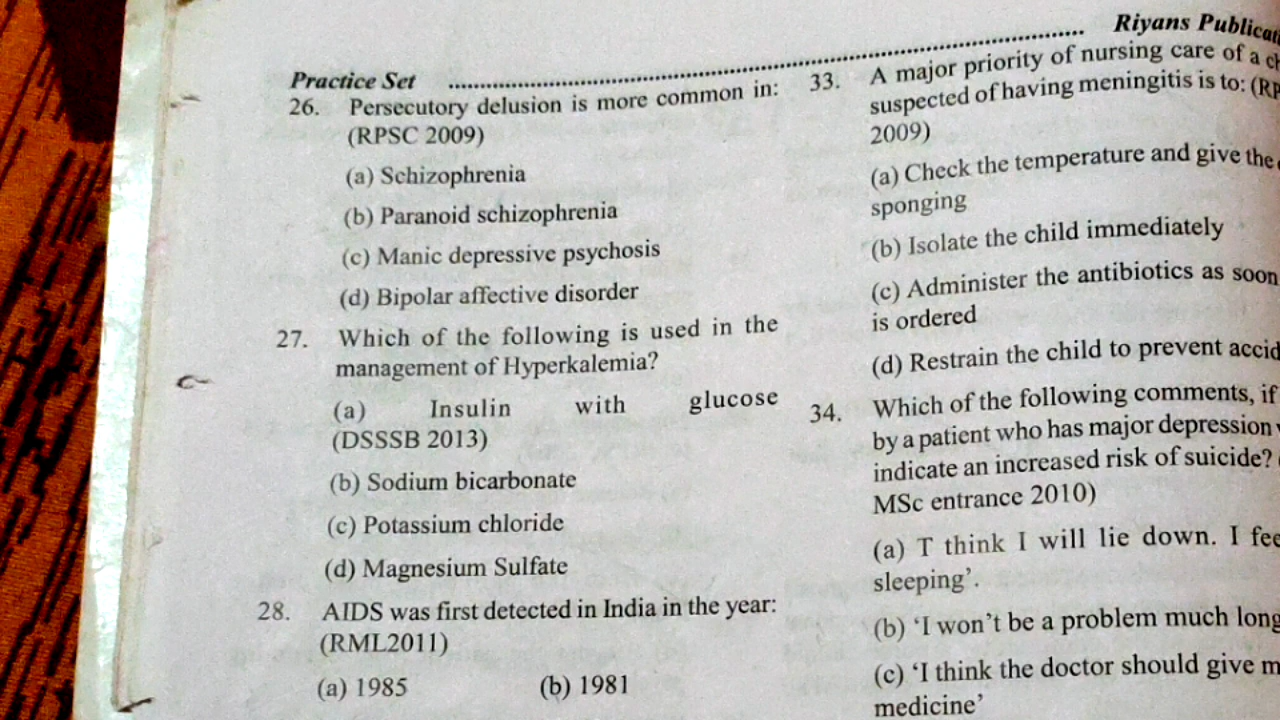 Riyans
Practice Set
26. Persecutory delusion is more common in:
(RPSC 2009)
(a) Schizophrenia
(b) Paranoid schizophrenia
(c) Manic depressive psychosis
(d) Bipolar affective disorder
27. Which of the following is used in the
management of Hyperkalemia?
(a) Insulin with glucose
(DSSSB 2013)
(b) Sodium bicarbonate
(c) Potassium chloride
(d) Magnesium Sulfate
28. AIDS was first detected in India in the year:
(RML2011)
(a) 1985 (b) 1981
33. A major priority of nursing care of a
suspected of having meningitis is to:
2009)
(a) Check the temperature and give the
sponging
(b) Isolate the child immediately
(c) Administer the antibiotics as soon
is ordered
(d) Restrain the child to prevent
34. Which of the following comments, if
by a patient who has major depression
indicate an increased risk of suicide?
MSc entrance 2010)
(a) T think I will lie down. I
sleeping'.
(b) 'I won't be a problem much
(c) 'I think the doctor should give
medicine'